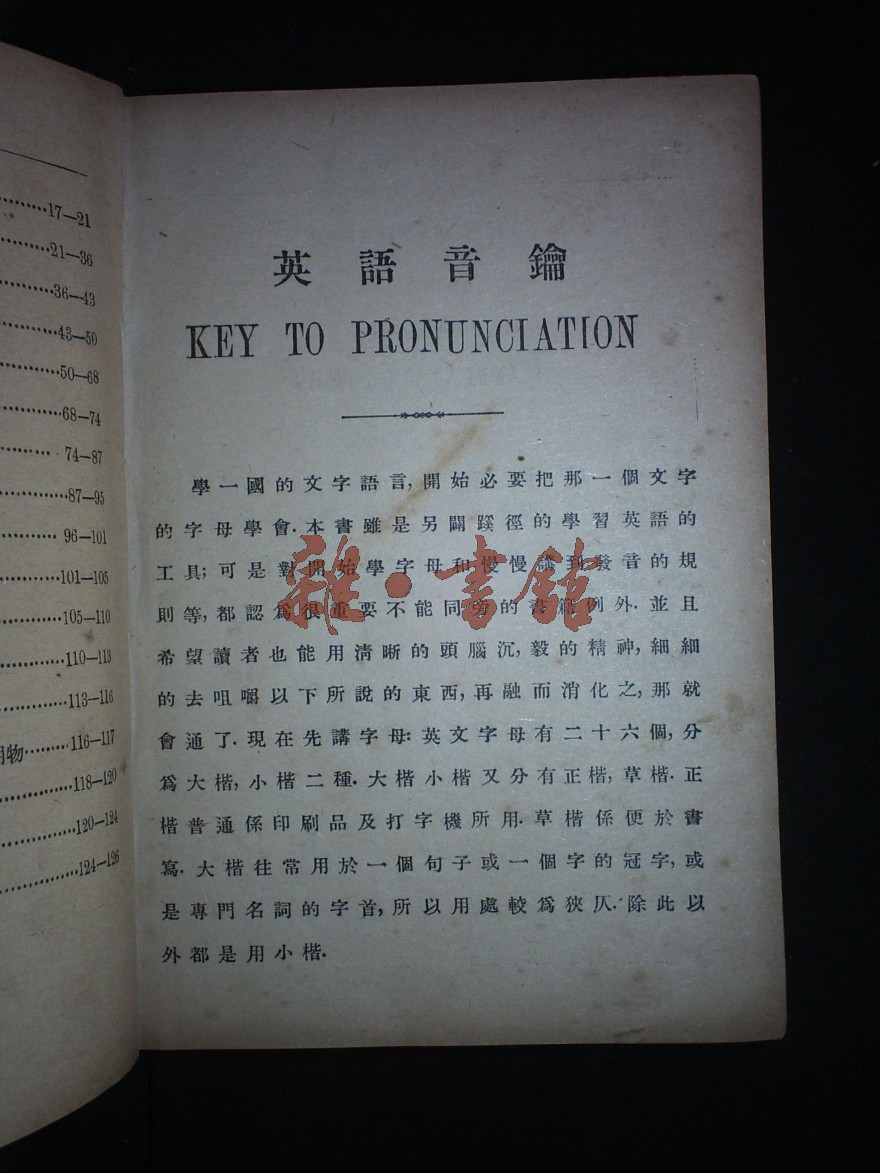 17—21
21—36
36—43
43—50
50—68
68—74
74—87
87—95
96—101
101—105
105—110
110—113
113—116
物 116—117
118—120
120—124
124—126
英語音鑰
KEY TO PRONUNCIATION
學一國的文字語言,開始必要把那一個文字
的字母學會.本書雖是另闢蹊徑的學習英語的
工具;可是對開始學字母和慢慢講到發音的規
則等,都認爲很重要不能同旁的書籍例外.並且
希望讀者也能用清晰的頭腦沉,毅的精神,細細
的去咀嚼以下所說的東西,再融而消化之,那就
會通了.現在先講字母:英文字母有二十六個,分
爲大楷,小楷二種.大楷小楷又分有正楷,草楷.正
楷普通係印刷品及打字機所用.草楷係便於書
寫.大楷往常用於一個句子或一個字的冠字,或
是專門名詞的字首,所以用處較爲狹仄.除此以
外都是用小楷.
雜·書館